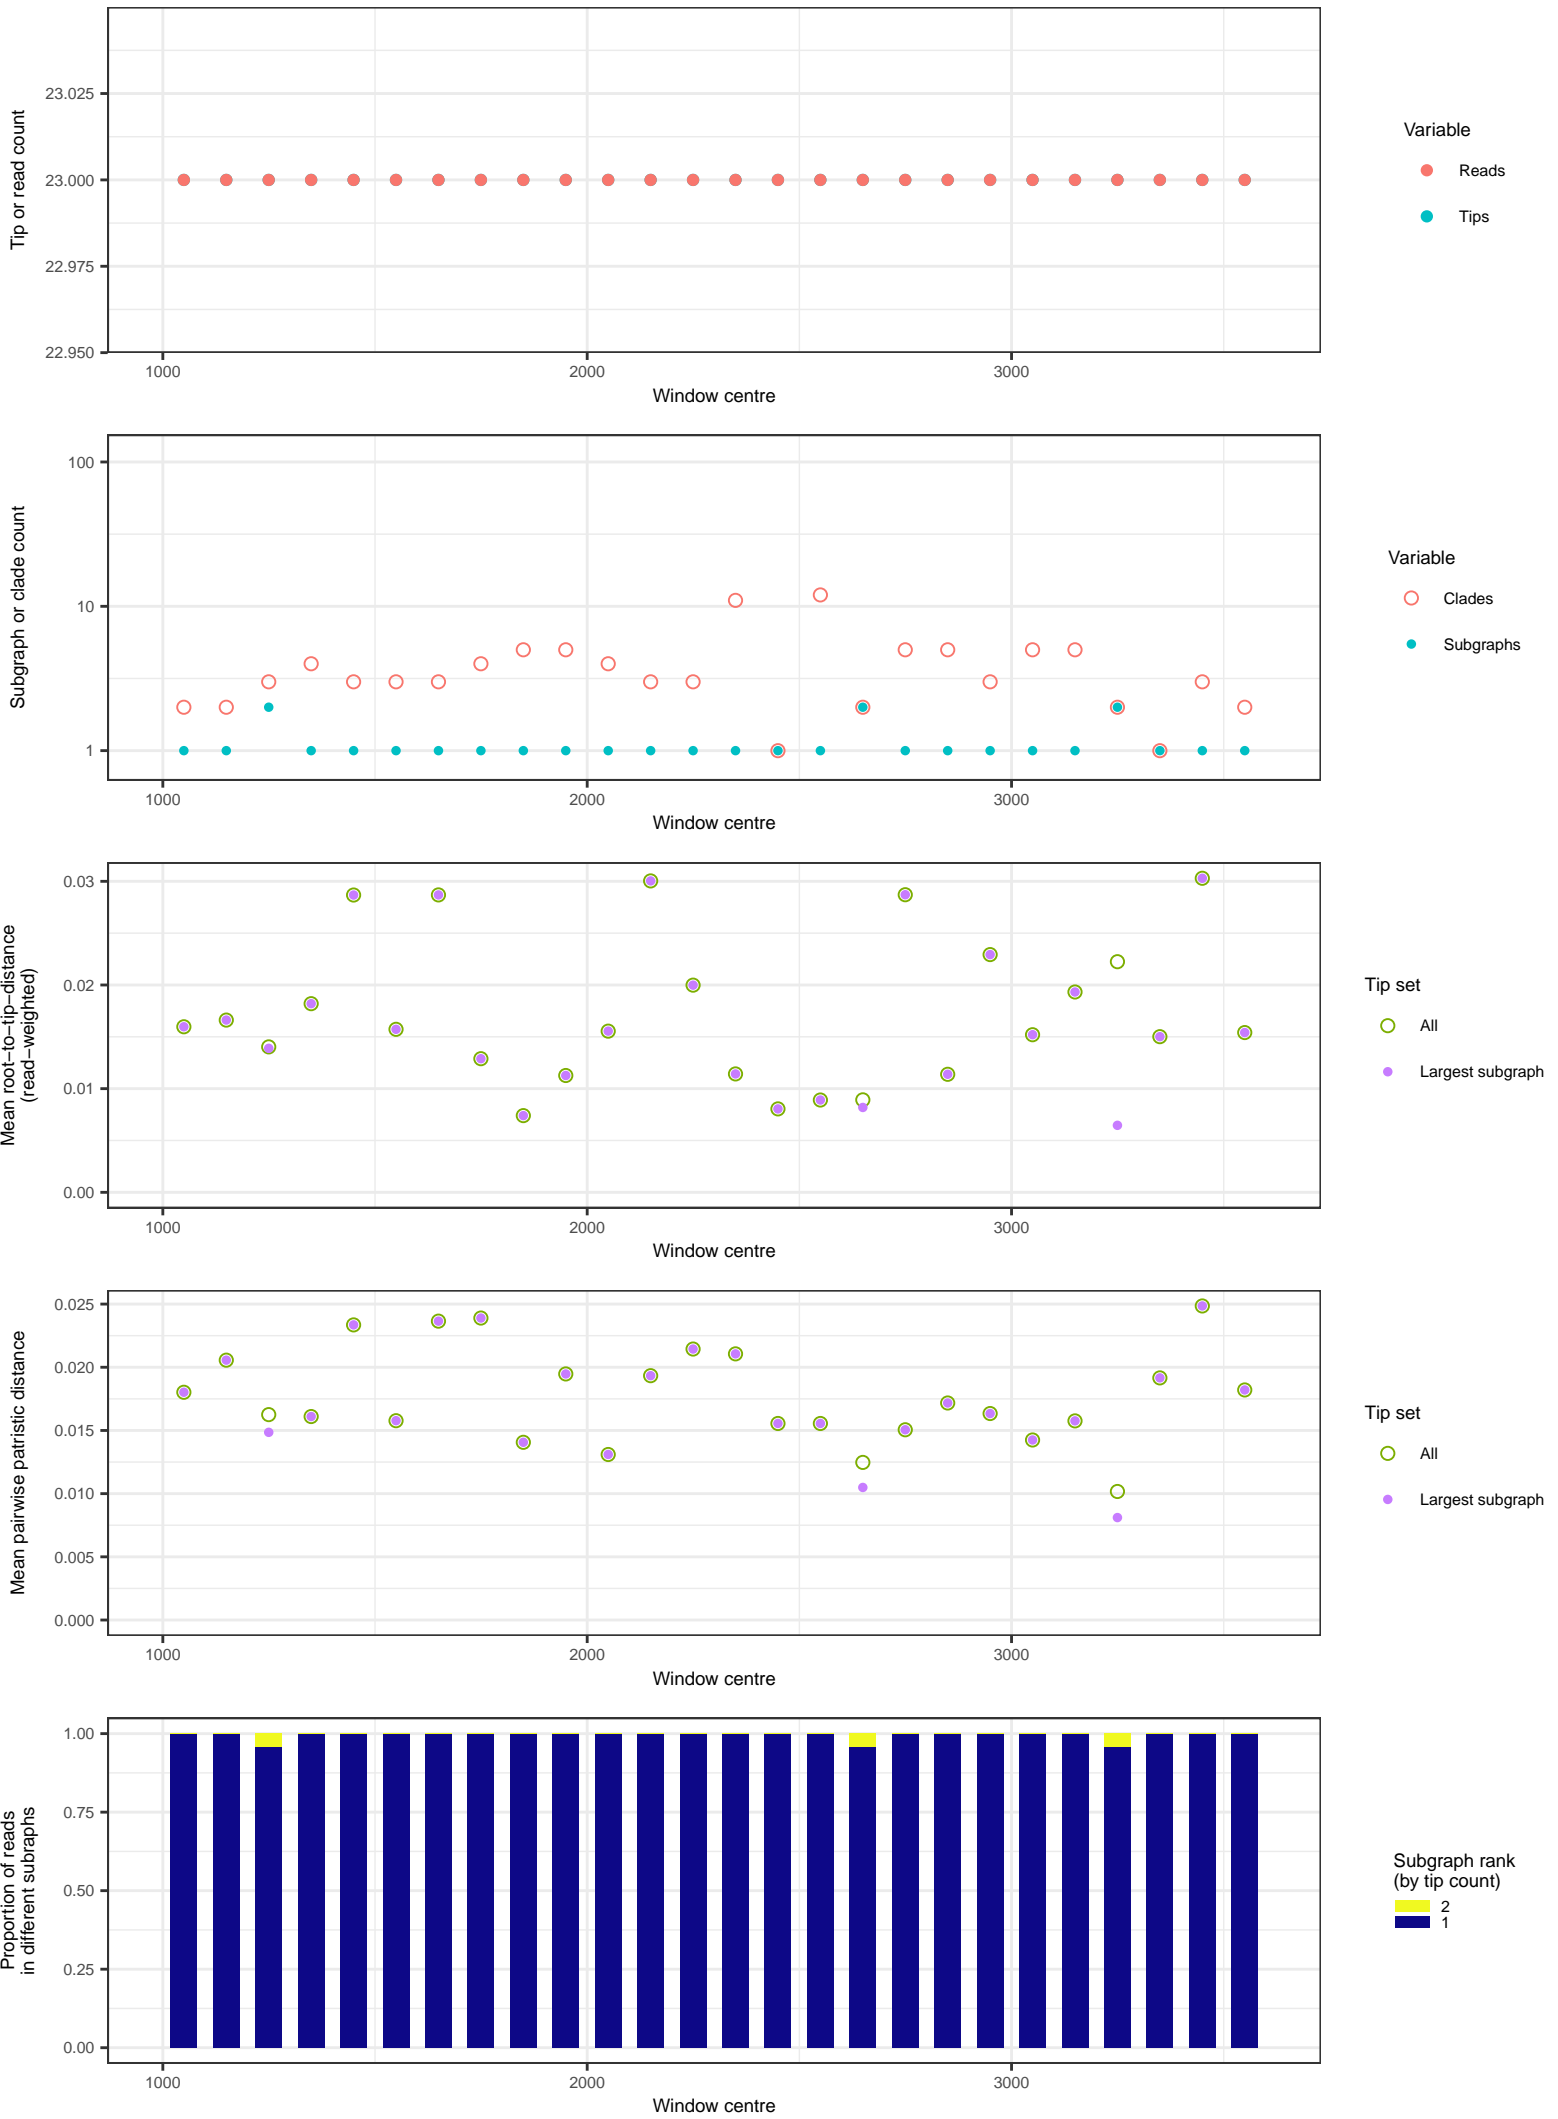 23.025
23.000
22.975
22.950
Tip or read count
1000 2000 3000
Window centre
Variable
Reads
Tips
100
10
1
Subgraph or clade count
1000 2000 3000
Window centre
Variable
Clades
Subgraphs
0.03
0.02
0.01
0.00
Mean root−to−tip−distance
(read−weighted)
1000 2000 3000
Window centre
Tip set
All
Largest subgraph
0.025
0.020
0.015
0.010
0.005
0.000
Mean pairwise patristic distance
1000 2000 3000
Window centre
Tip set
All
Largest subgraph
1.00
0.75
0.50
0.25
0.00
Proportion of reads
in different subraphs
1000 2000 3000
Window centre
Subgraph rank
(by tip count)
2
1